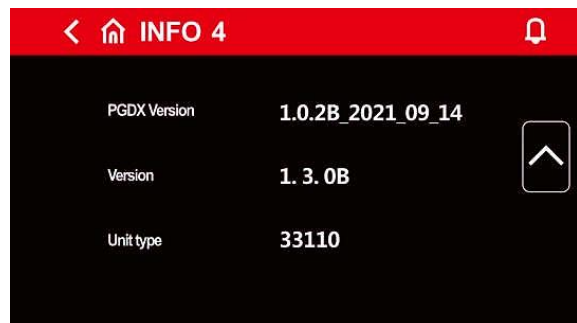 INFO 4
PGDX Version 1.0.2B_2021_09_14
Version 1. 3. 0B
Unit type 33110